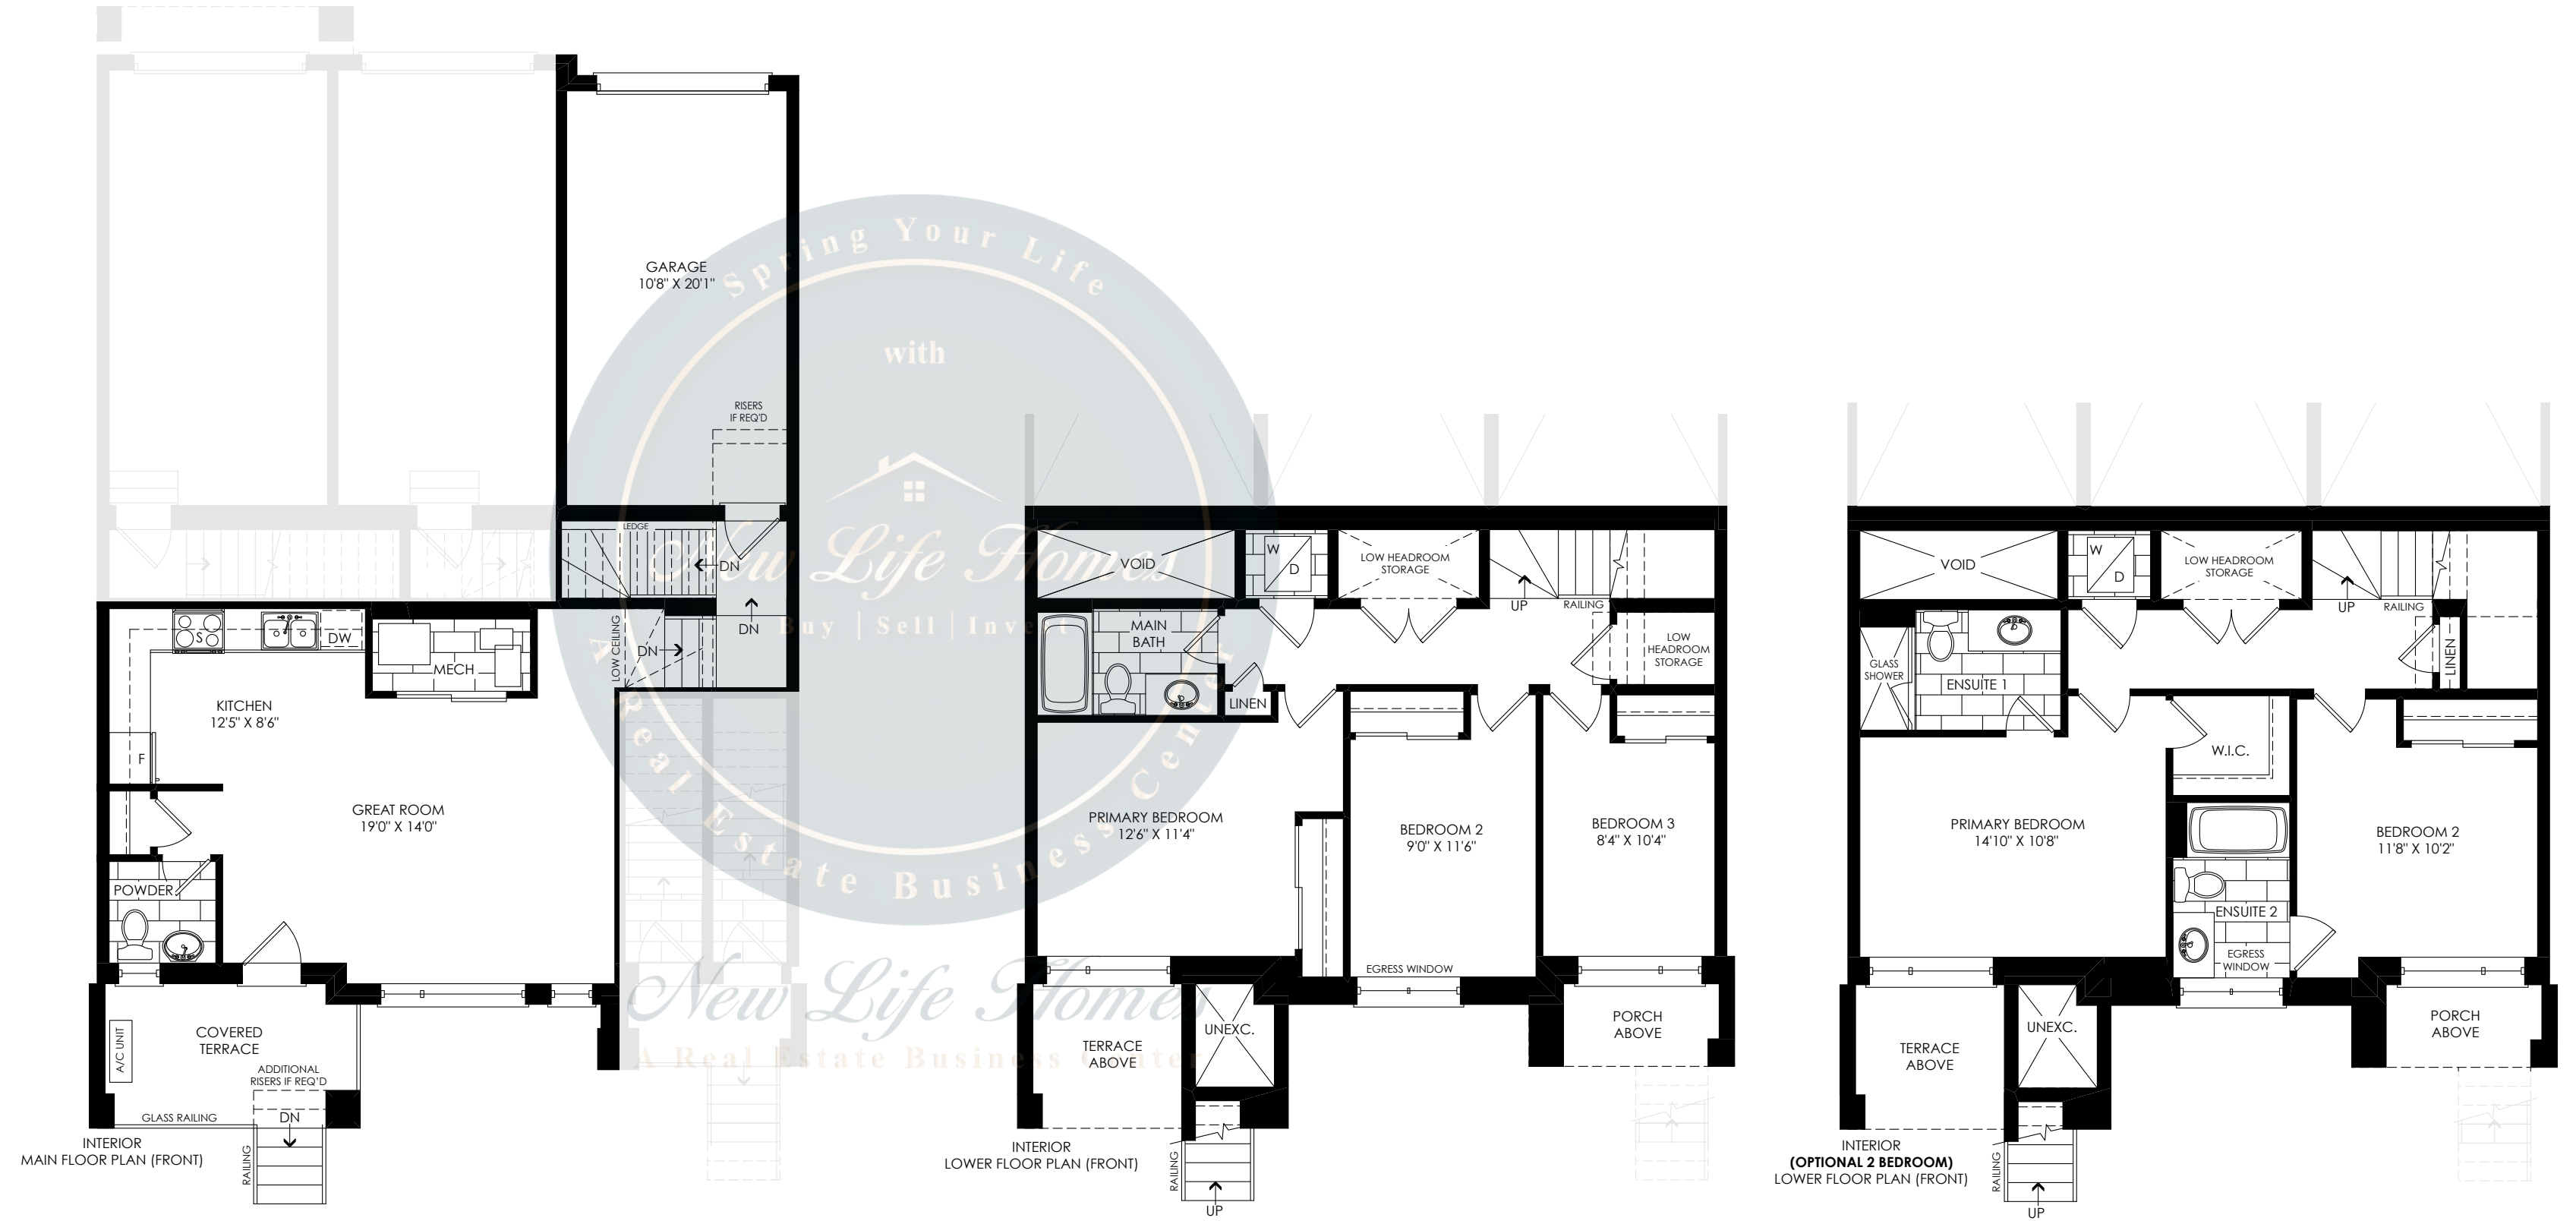 GARAGE
10'8" X 20'1"
RISERS
IF REQ'D
LEDGE
DN
DN
DN
LOW CEILING
S
DW
MECH
KITCHEN
12'5" X 8'6"
F
GREAT ROOM
19'0" X 14'0"
POWDER
A/C UNIT
COVERED
TERRACE
ADDITIONAL
RISERS IF REQ'D
GLASS RAILING
DN
RAILING
INTERIOR
MAIN FLOOR PLAN (FRONT)
Spring Your Life
with
New Life Homes
Buy | Sell | Invest
A Real Estate Business Center
New Life Homes
A Real Estate Business Center
VOID
W
D
LOW HEADROOM
STORAGE
UP
RAILING
MAIN
BATH
LINEN
LOW
HEADROOM
STORAGE
PRIMARY BEDROOM
12'6" X 11'4"
BEDROOM 2
9'0" X 11'6"
BEDROOM 3
8'4" X 10'4"
EGRESS WINDOW
TERRACE
ABOVE
UNEXC.
PORCH
ABOVE
RAILING
UP
INTERIOR
LOWER FLOOR PLAN (FRONT)
VOID
W
D
LOW HEADROOM
STORAGE
UP
RAILING
GLASS
SHOWER
ENSUITE 1
LINEN
W.I.C.
PRIMARY BEDROOM
14'10" X 10'8"
BEDROOM 2
11'8" X 10'2"
ENSUITE 2
EGRESS
WINDOW
TERRACE
ABOVE
UNEXC.
PORCH
ABOVE
RAILING
UP
INTERIOR
(OPTIONAL 2 BEDROOM)
LOWER FLOOR PLAN (FRONT)